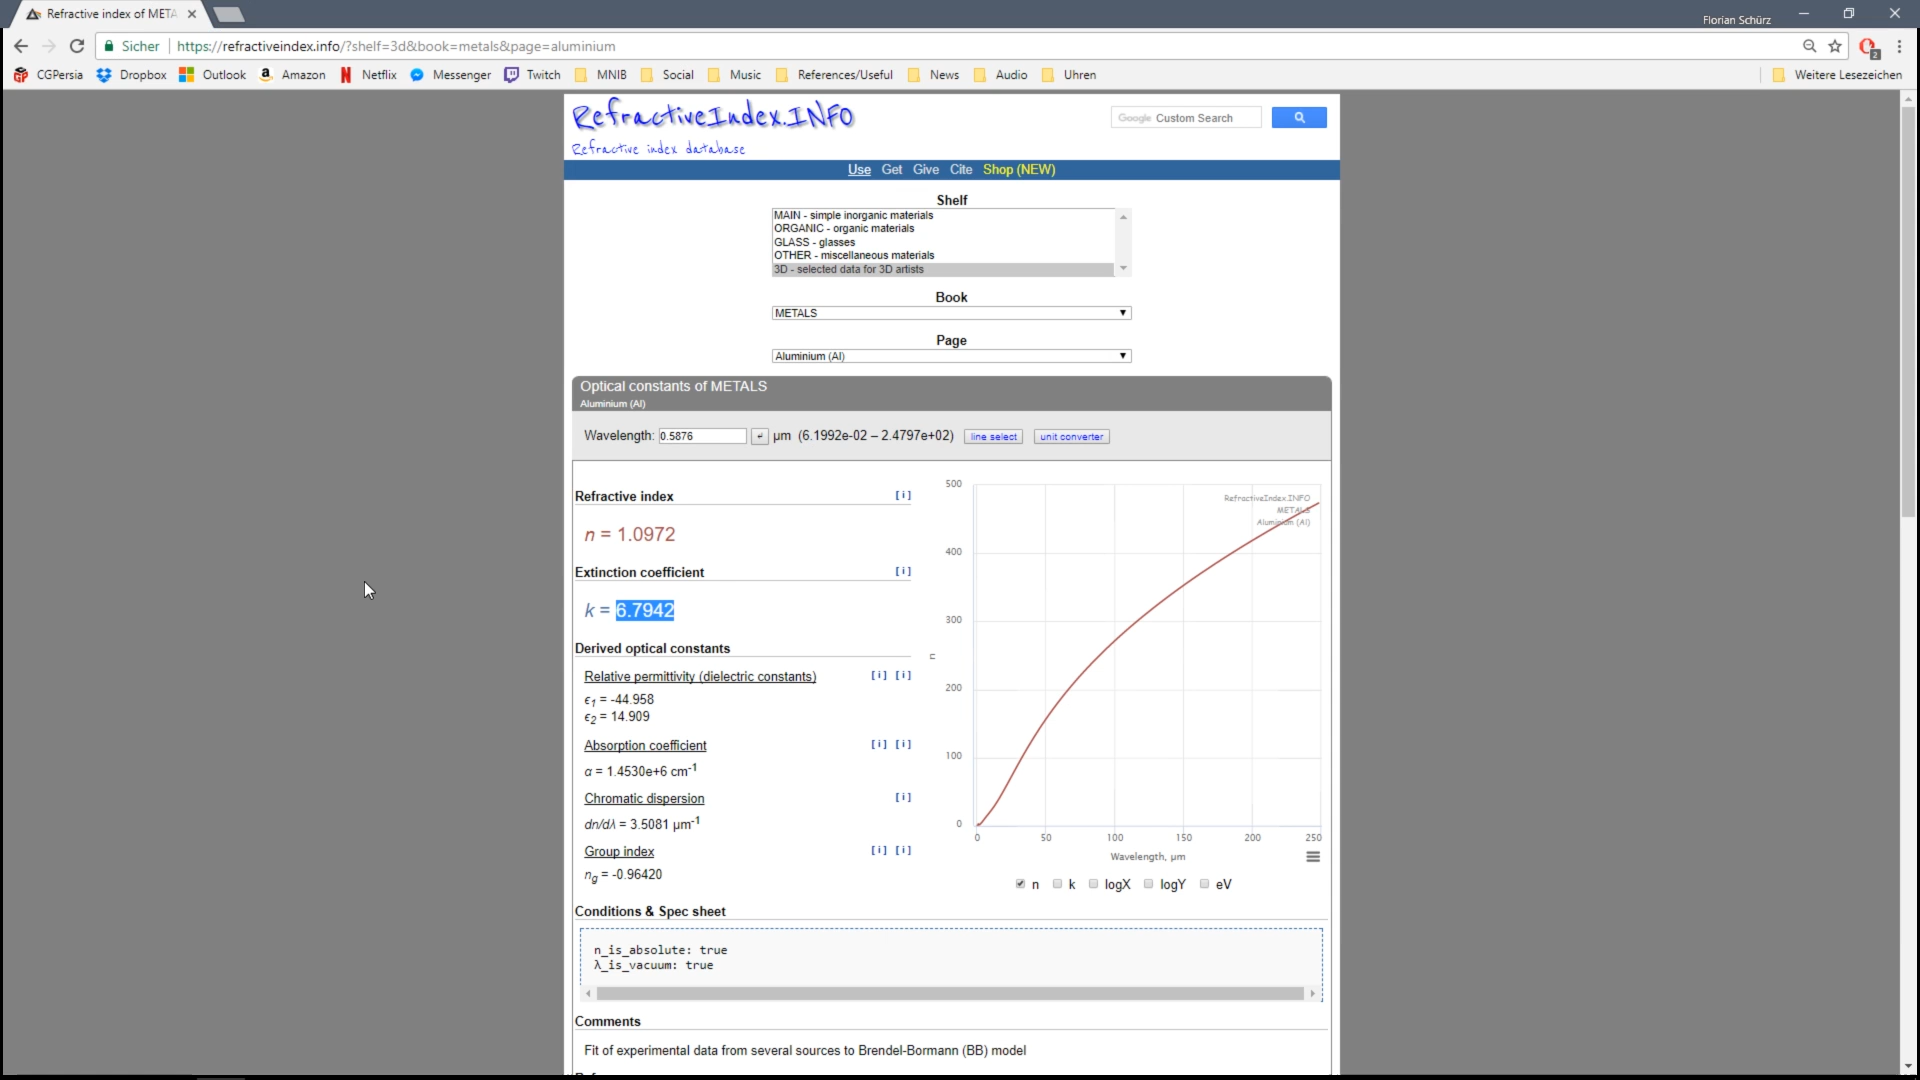 Refractive index of META
Florian Schürz
Sicher https://refractiveindex.info/?shelf=3d&book=metals&page=aluminium
2
CGPersia Dropbox Outlook Amazon Netflix Messenger Twitch MNIB Social Music References/Useful News Audio Uhren Weitere Lesezeichen
RefractiveIndex.INFO
Google Custom Search
Refractive index database
Use Get Give Cite Shop (NEW)
Shelf
MAIN - simple inorganic materials
ORGANIC - organic materials
GLASS - glasses
OTHER - miscellaneous materials
3D - selected data for 3D artists
Book
METALS
Page
Aluminium (Al)
Optical constants of METALS
Aluminium (Al)
Wavelength: 0.5876 µm (6.1992e-02 – 2.4797e+02) line select unit converter
Refractive index [i]
n = 1.0972
Extinction coefficient [i]
k = 6.7942
Derived optical constants
Relative permittivity (dielectric constants) [i] [i]
ϵ1 = -44.958
ϵ2 = 14.909
Absorption coefficient [i] [i]
α = 1.4530e+6 cm-1
Chromatic dispersion [i]
dn/dλ = 3.5081 µm-1
Group index [i] [i]
ng = -0.96420
500
400
300
200
100
0
n
RefractiveIndex.INFO
METALS
Aluminium (Al)
0 50 100 150 200 250
Wavelength, µm
n k logX logY eV
Conditions & Spec sheet
n_is_absolute: true
λ_is_vacuum: true
Comments
Fit of experimental data from several sources to Brendel-Bormann (BB) model